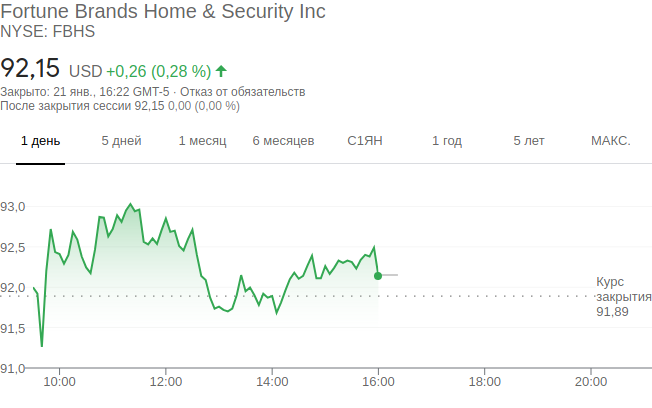 Fortune Brands Home & Security Inc
NYSE: FBHS
92,15 USD +0,26 (0,28 %)
Закрыто: 21 янв., 16:22 GMT-5 · Отказ от обязательств
После закрытия сессии 92,15 0,00 (0,00 %)
1 день 5 дней 1 месяц 6 месяцев С1ЯН 1 год 5 лет МАКС.
93,0
92,5
92,0
Курс
закрытия
91,89
91,5
91,0
10:00 12:00 14:00 16:00 18:00 20:00